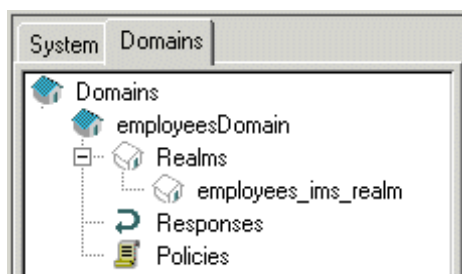 System Domains
Domains
employeesDomain
Realms
employees_ims_realm
Responses
Policies